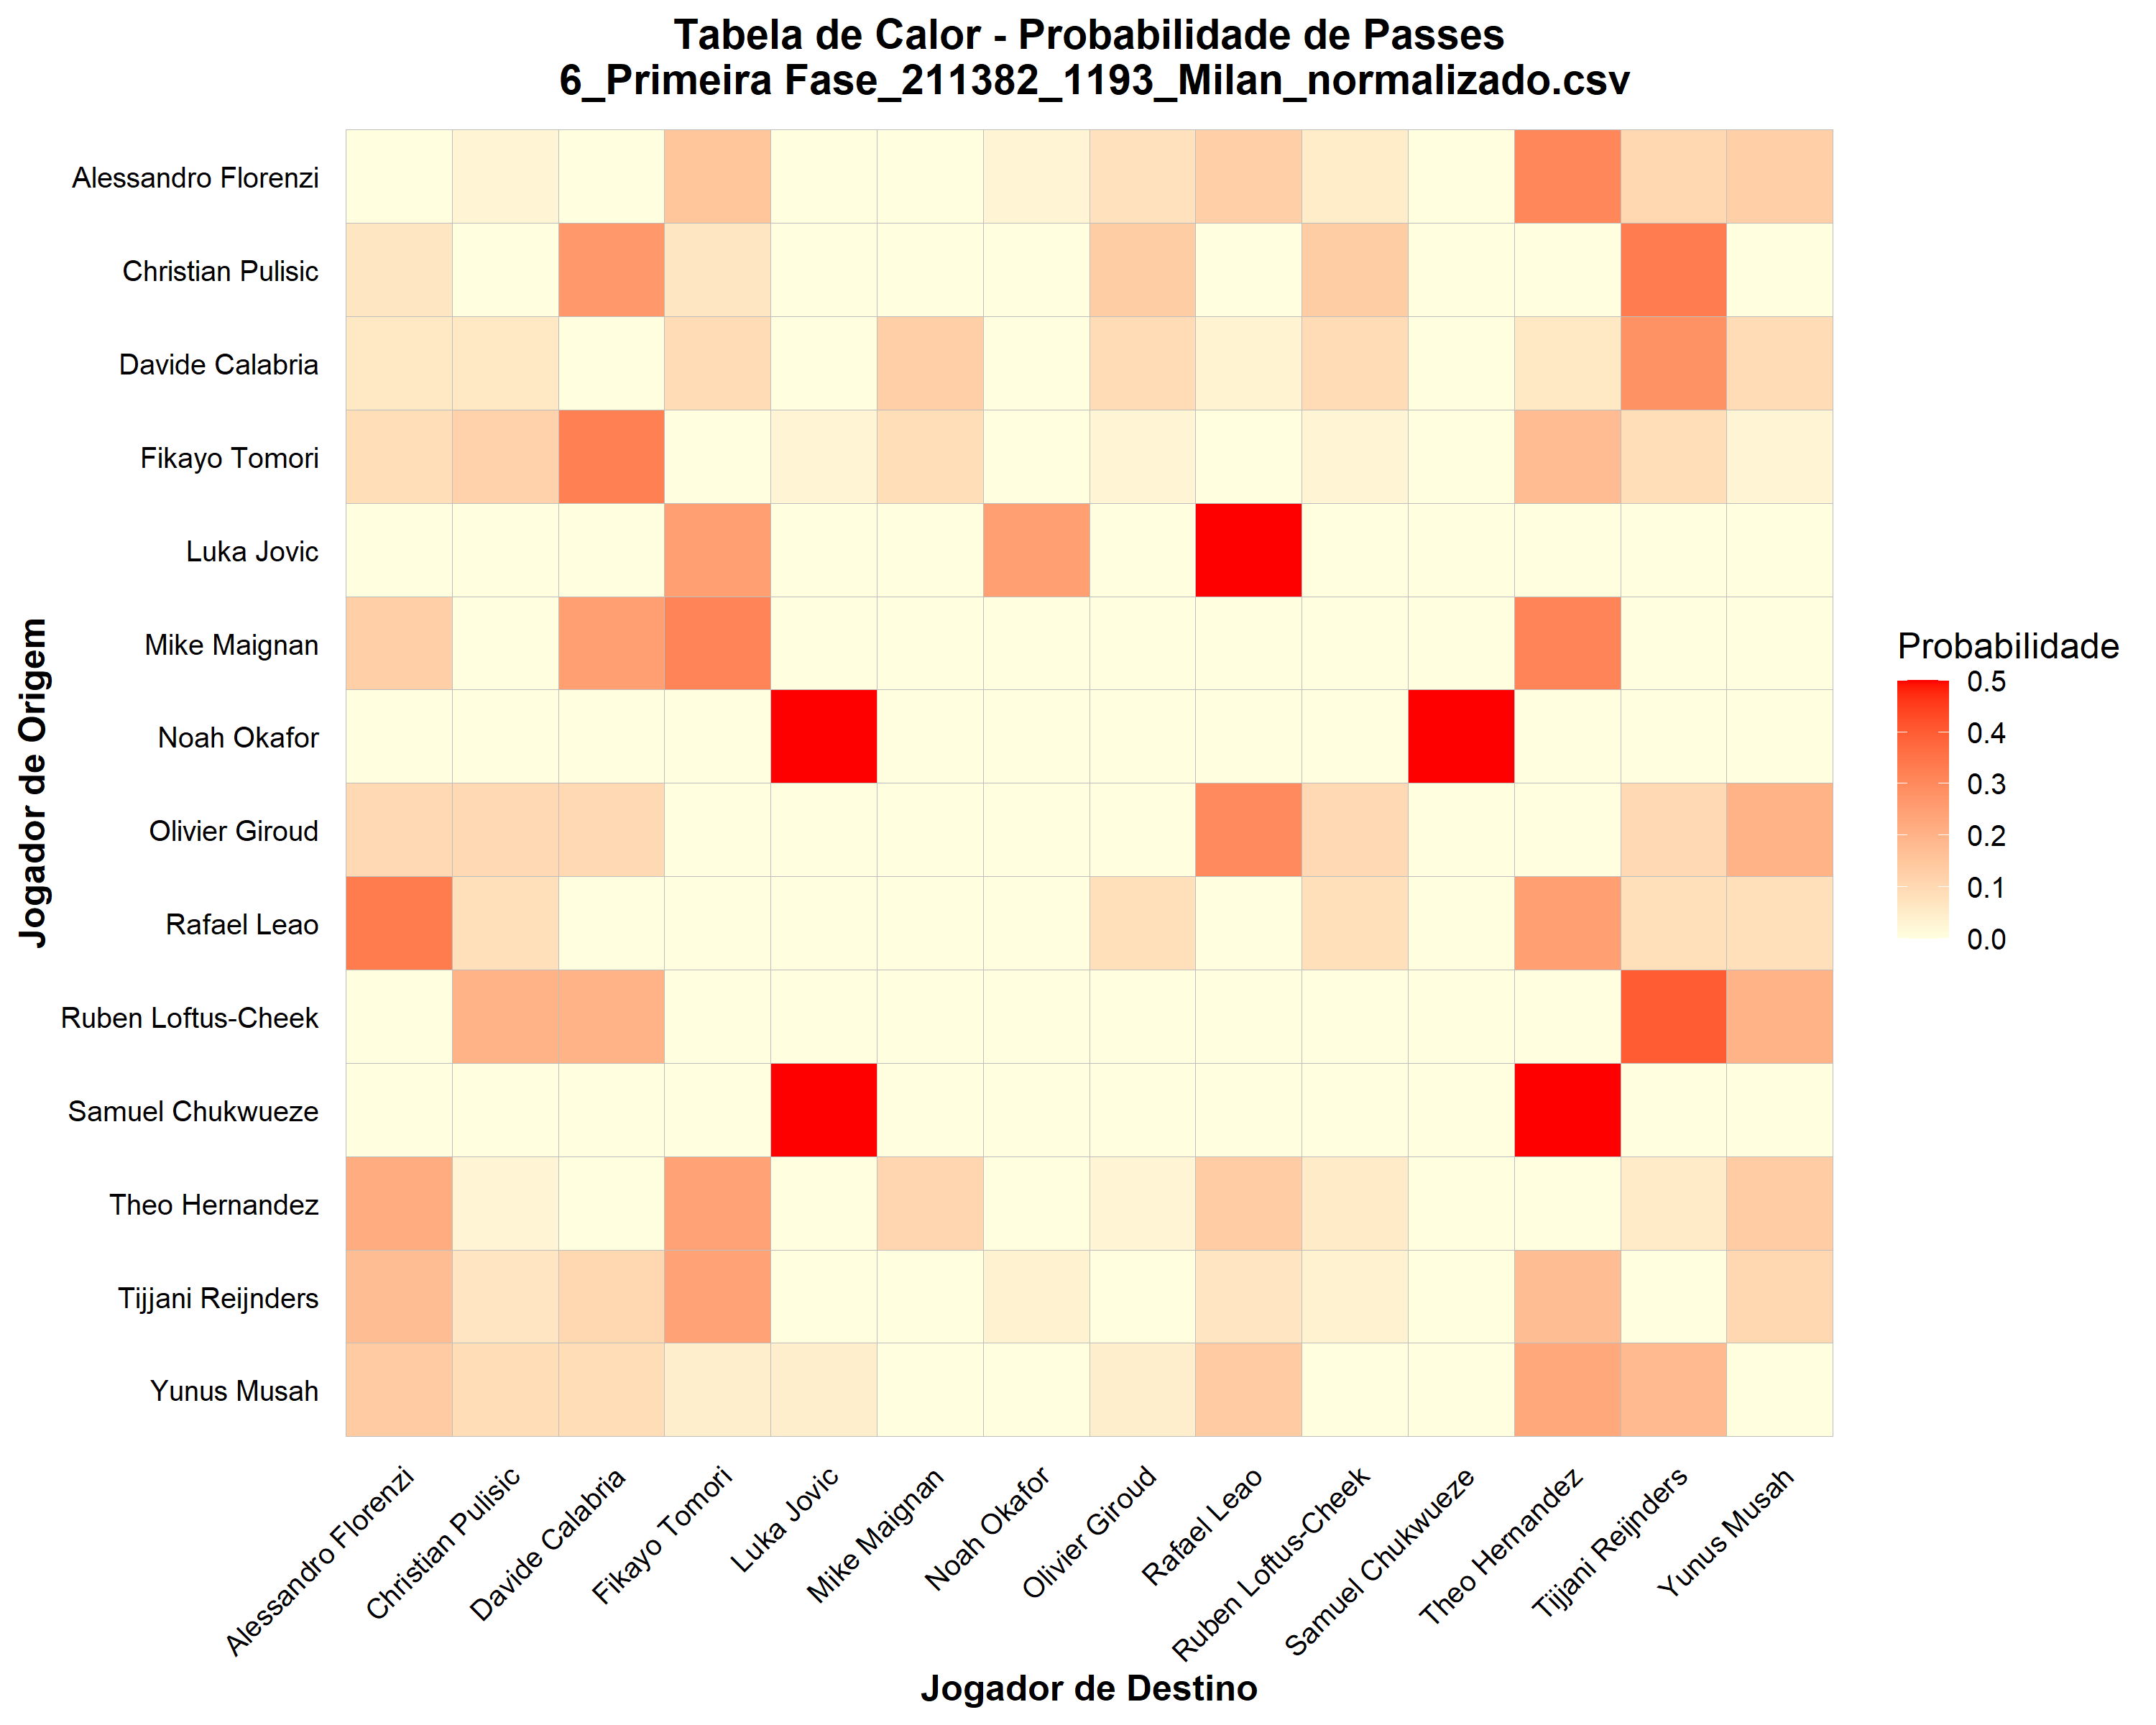 Tabela de Calor - Probabilidade de Passes
6_Primeira Fase_211382_1193_Milan_normalizado.csv
Jogador de Origem
Alessandro Florenzi
Christian Pulisic
Davide Calabria
Fikayo Tomori
Luka Jovic
Mike Maignan
Noah Okafor
Olivier Giroud
Rafael Leao
Ruben Loftus-Cheek
Samuel Chukwueze
Theo Hernandez
Tijjani Reijnders
Yunus Musah
Alessandro Florenzi
Christian Pulisic
Davide Calabria
Fikayo Tomori
Luka Jovic
Mike Maignan
Noah Okafor
Olivier Giroud
Rafael Leao
Ruben Loftus-Cheek
Samuel Chukwueze
Theo Hernandez
Tijjani Reijnders
Yunus Musah
Jogador de Destino
Probabilidade
0.5
0.4
0.3
0.2
0.1
0.0